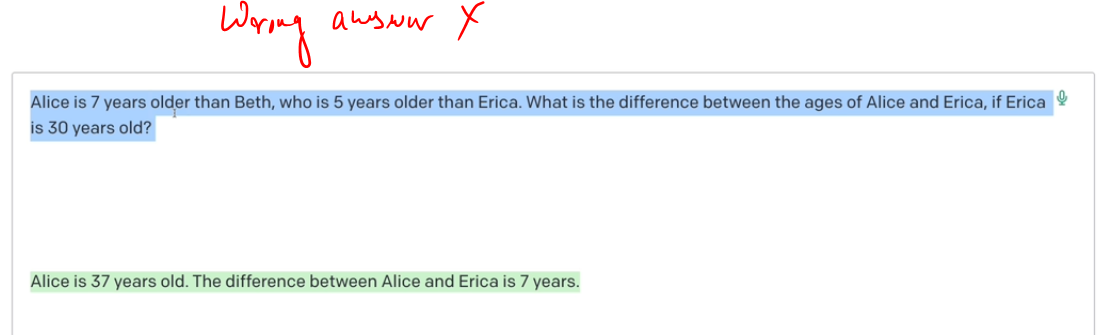 Wrong answer X
Alice is 7 years older than Beth, who is 5 years older than Erica. What is the difference between the ages of Alice and Erica, if Erica
is 30 years old?
Alice is 37 years old. The difference between Alice and Erica is 7 years.